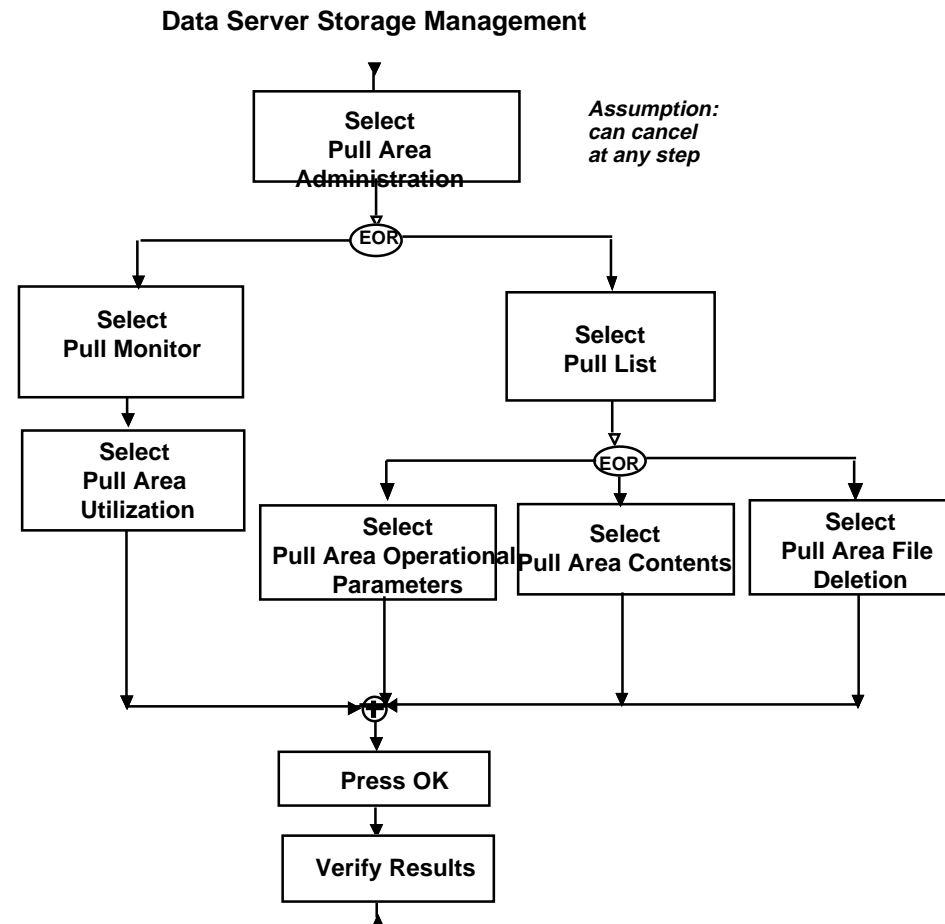 Data Server Storage Management
Select
Pull Area
Administration
Assumption:
can cancel
at any step
EOR
Select
Pull Monitor
Select
Pull List
Select
Pull Area
Utilization
EOR
Select
Pull Area Operational
Parameters
Select
Pull Area Contents
Select
Pull Area File
Deletion
Press OK
Verify Results